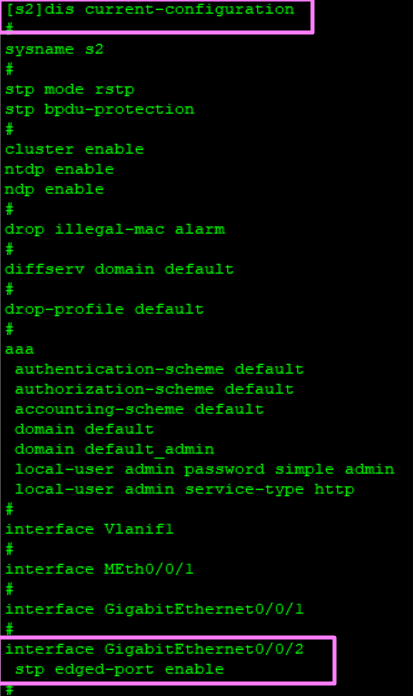 [s2]dis current-configuration
#
sysname s2
#
stp mode rstp
stp bpdu-protection
#
cluster enable
ntdp enable
ndp enable
#
drop illegal-mac alarm
#
diffserv domain default
#
drop-profile default
#
aaa
 authentication-scheme default
 authorization-scheme default
 accounting-scheme default
 domain default
 domain default_admin
 local-user admin password simple admin
 local-user admin service-type http
#
interface Vlanif1
#
interface MEth0/0/1
#
interface GigabitEthernet0/0/1
#
interface GigabitEthernet0/0/2
 stp edged-port enable
#